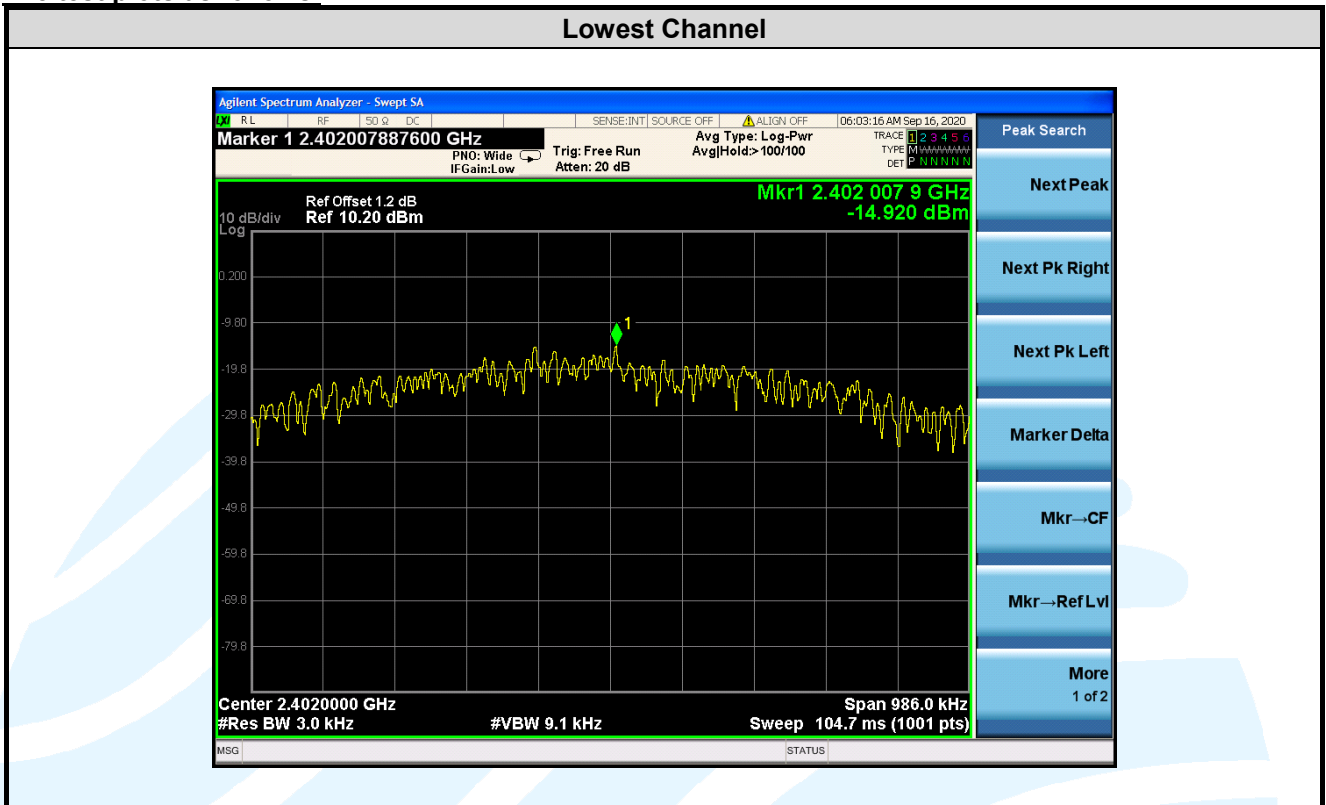 Lowest Channel
Agilent Spectrum Analyzer - Swept SA
LXI RL RF 50 Ω DC SENSE:INT SOURCE OFF ALIGN OFF 06:03:16 AM Sep 16, 2020
Marker 1 2.402007887600 GHz
PNO: Wide
IFGain:Low
Trig: Free Run
Atten: 20 dB
Avg Type: Log-Pwr
Avg|Hold:> 100/100
TRACE 1 2 3 4 5 6
TYPE M
DET P N N N N N
Mkr1 2.402 007 9 GHz
-14.920 dBm
Ref Offset 1.2 dB
10 dB/div Ref 10.20 dBm
Log
0.200
-9.80
-19.8
-29.8
-39.8
-49.8
-59.8
-69.8
-79.8
1
Center 2.4020000 GHz Span 986.0 kHz
#Res BW 3.0 kHz #VBW 9.1 kHz Sweep 104.7 ms (1001 pts)
MSG STATUS
Peak Search
Next Peak
Next Pk Right
Next Pk Left
Marker Delta
Mkr→CF
Mkr→Ref Lvl
More
1 of 2